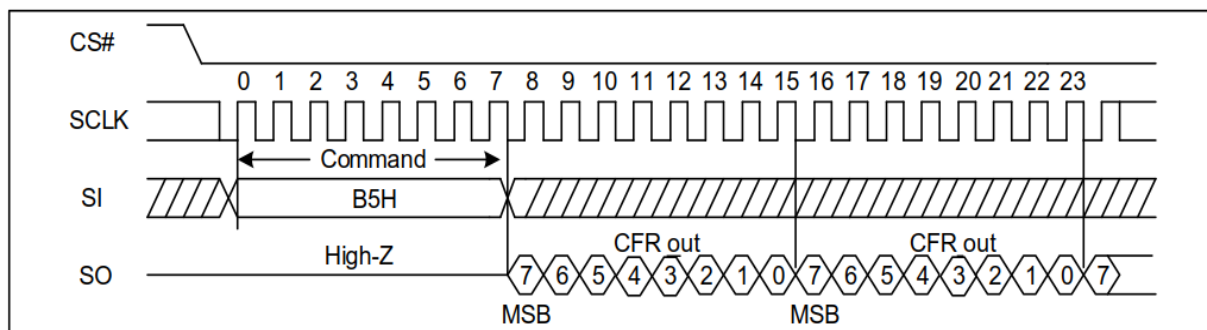 CS#
0 1 2 3 4 5 6 7 8 9 10 11 12 13 14 15 16 17 18 19 20 21 22 23
SCLK
Command
SI
B5H
High-Z
CFR out
CFR out
SO
7 6 5 4 3 2 1 0 7 6 5 4 3 2 1 0 7
MSB
MSB